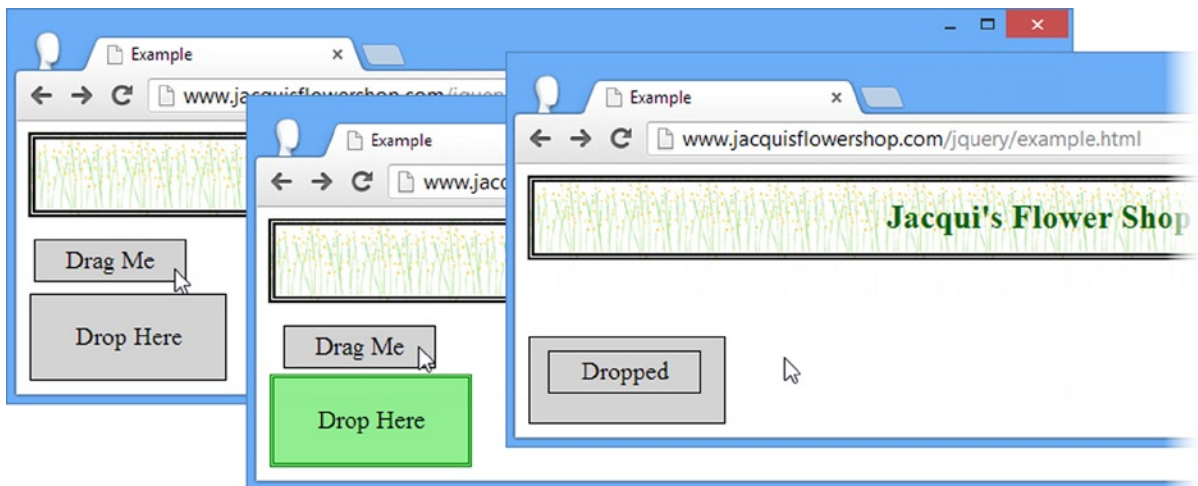 Example
www.jacquisflowershop.com/jquery
Drag Me
Drop Here
Example
www.jacq
Drag Me
Drop Here
Example
www.jacquisflowershop.com/jquery/example.html
Jacqui's Flower Shop
Dropped